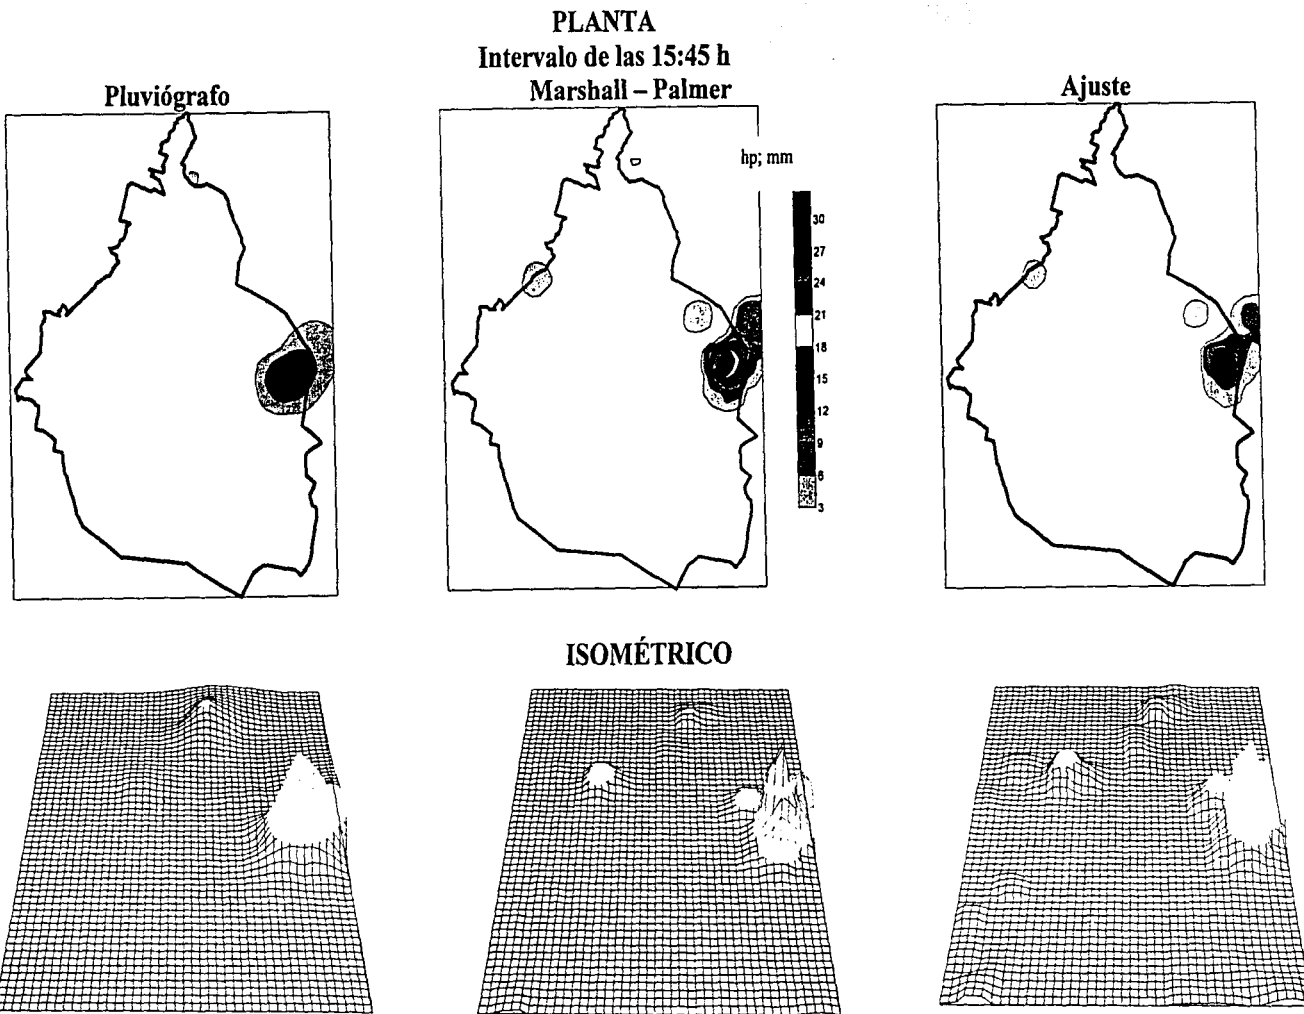 PLANTA
Intervalo de las 15:45 h
Pluviógrafo
Marshall – Palmer
Ajuste
hp; mm
30
27
24
21
18
15
12
9
6
3
ISOMÉTRICO